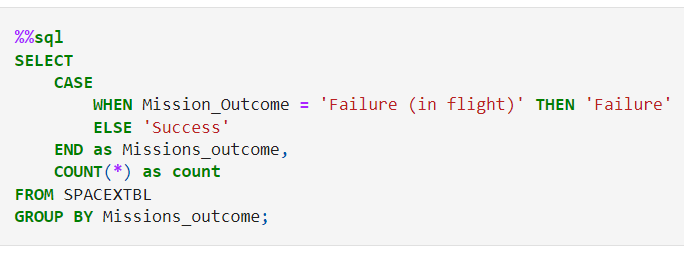 %%sql
SELECT
    CASE
        WHEN Mission_Outcome = 'Failure (in flight)' THEN 'Failure'
        ELSE 'Success'
    END as Missions_outcome,
    COUNT(*) as count
FROM SPACEXTBL
GROUP BY Missions_outcome;